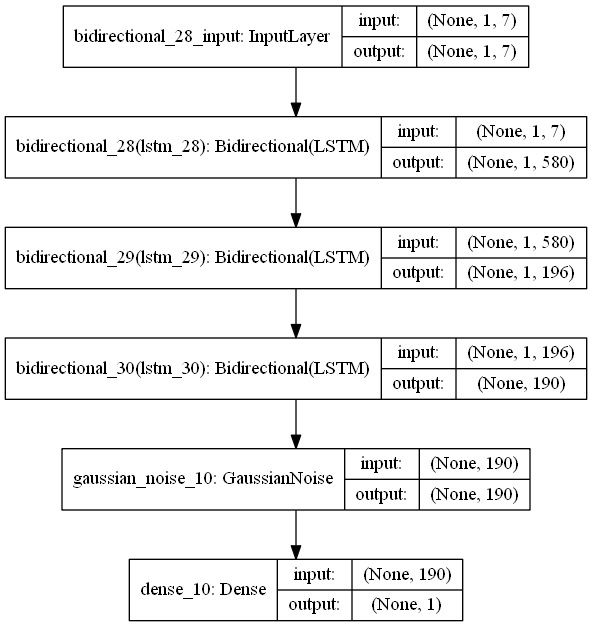 bidirectional_28_input: InputLayer
input: (None, 1, 7)
output: (None, 1, 7)
bidirectional_28(lstm_28): Bidirectional(LSTM)
input: (None, 1, 7)
output: (None, 1, 580)
bidirectional_29(lstm_29): Bidirectional(LSTM)
input: (None, 1, 580)
output: (None, 1, 196)
bidirectional_30(lstm_30): Bidirectional(LSTM)
input: (None, 1, 196)
output: (None, 190)
gaussian_noise_10: GaussianNoise
input: (None, 190)
output: (None, 190)
dense_10: Dense
input: (None, 190)
output: (None, 1)